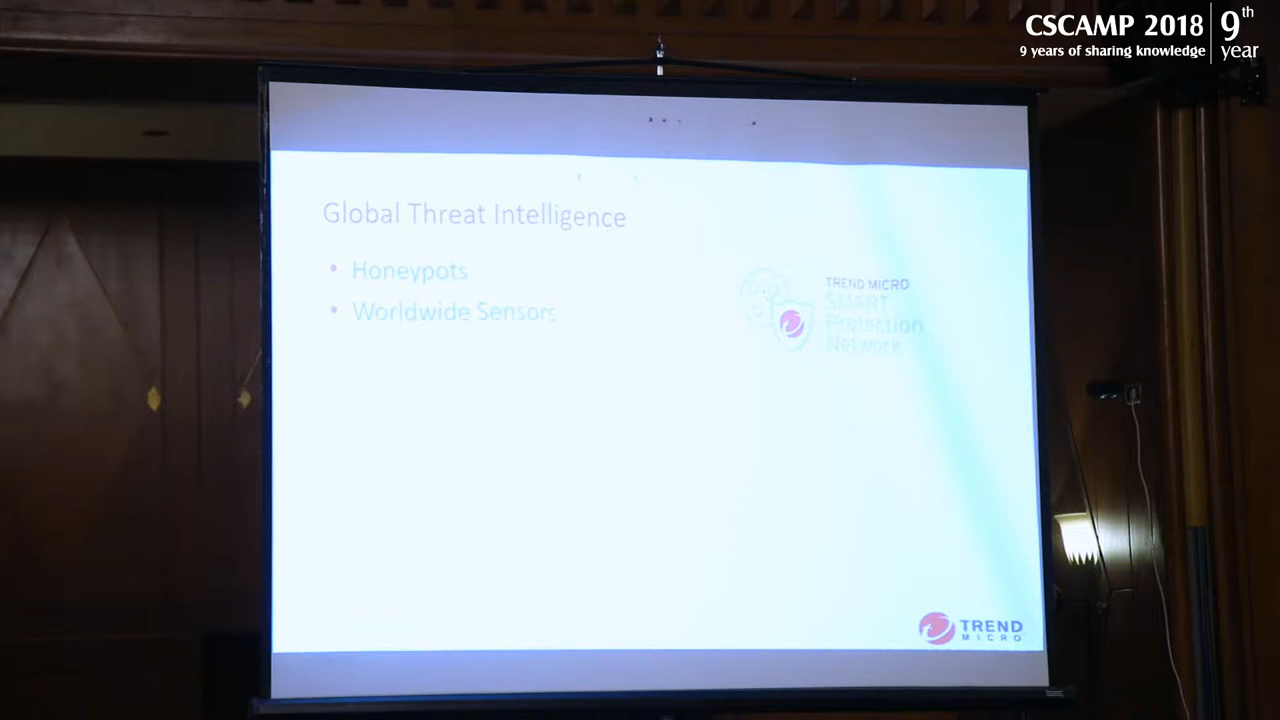 CSCAMP 2018
9 years of sharing knowledge
9th
year
Global Threat Intelligence
• Honeypots
• Worldwide Sensors
TREND MICRO
SMART
Protection
Network
TREND
MICRO